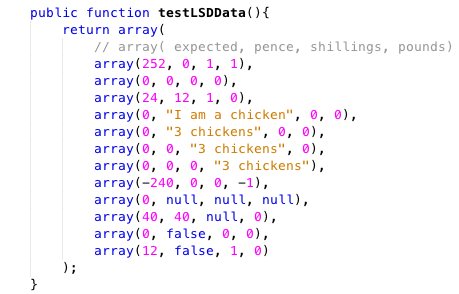 public function testLSDData(){
return array(
// array( expected, pence, shillings, pounds)
array(252, 0, 1, 1),
array(0, 0, 0, 0),
array(24, 12, 1, 0),
array(0, "I am a chicken", 0, 0),
array(0, "3 chickens", 0, 0),
array(0, 0, "3 chickens", 0),
array(0, 0, 0, "3 chickens"),
array(-240, 0, 0, -1),
array(0, null, null, null),
array(40, 40, null, 0),
array(0, false, 0, 0),
array(12, false, 1, 0)
);
}